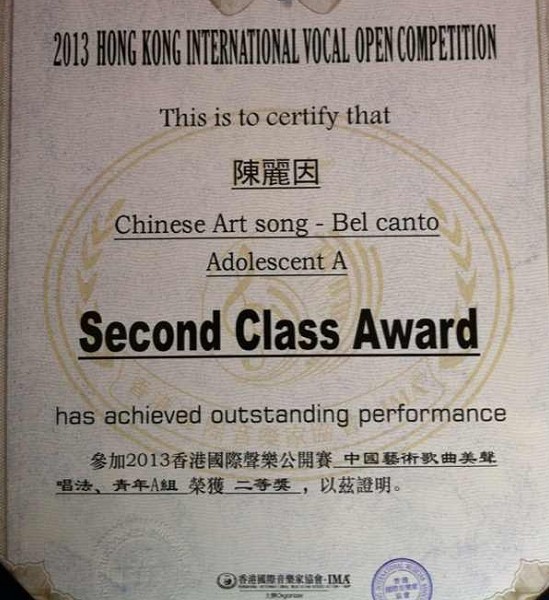 2013 HONG KONG INTERNATIONAL VOCAL OPEN COMPETITION
This is to certify that
陳麗因
Chinese Art song - Bel canto
Adolescent A
Second Class Award
has achieved outstanding performance
參加2013香港國際聲樂公開賽 中國藝術歌曲美聲
唱法、青年A組 榮獲 二等獎 ，以茲證明。
香港國際音樂家協會·IMA